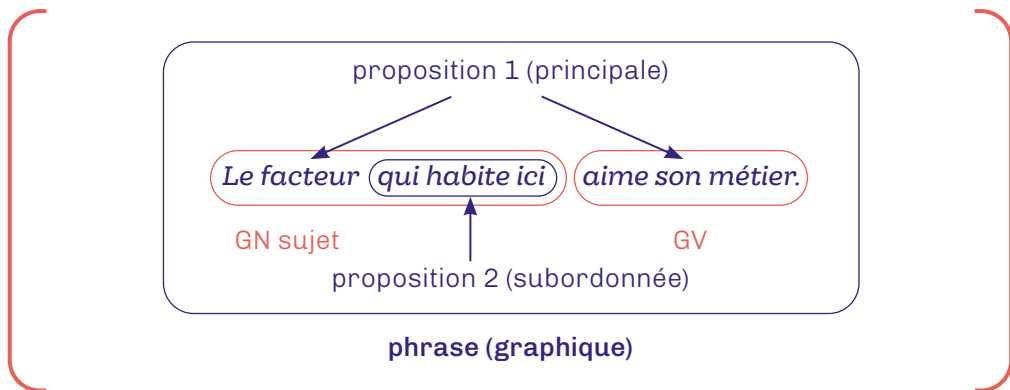 proposition 1 (principale)
Le facteur qui habite ici aime son métier.
GN sujet GV
proposition 2 (subordonnée)
phrase (graphique)